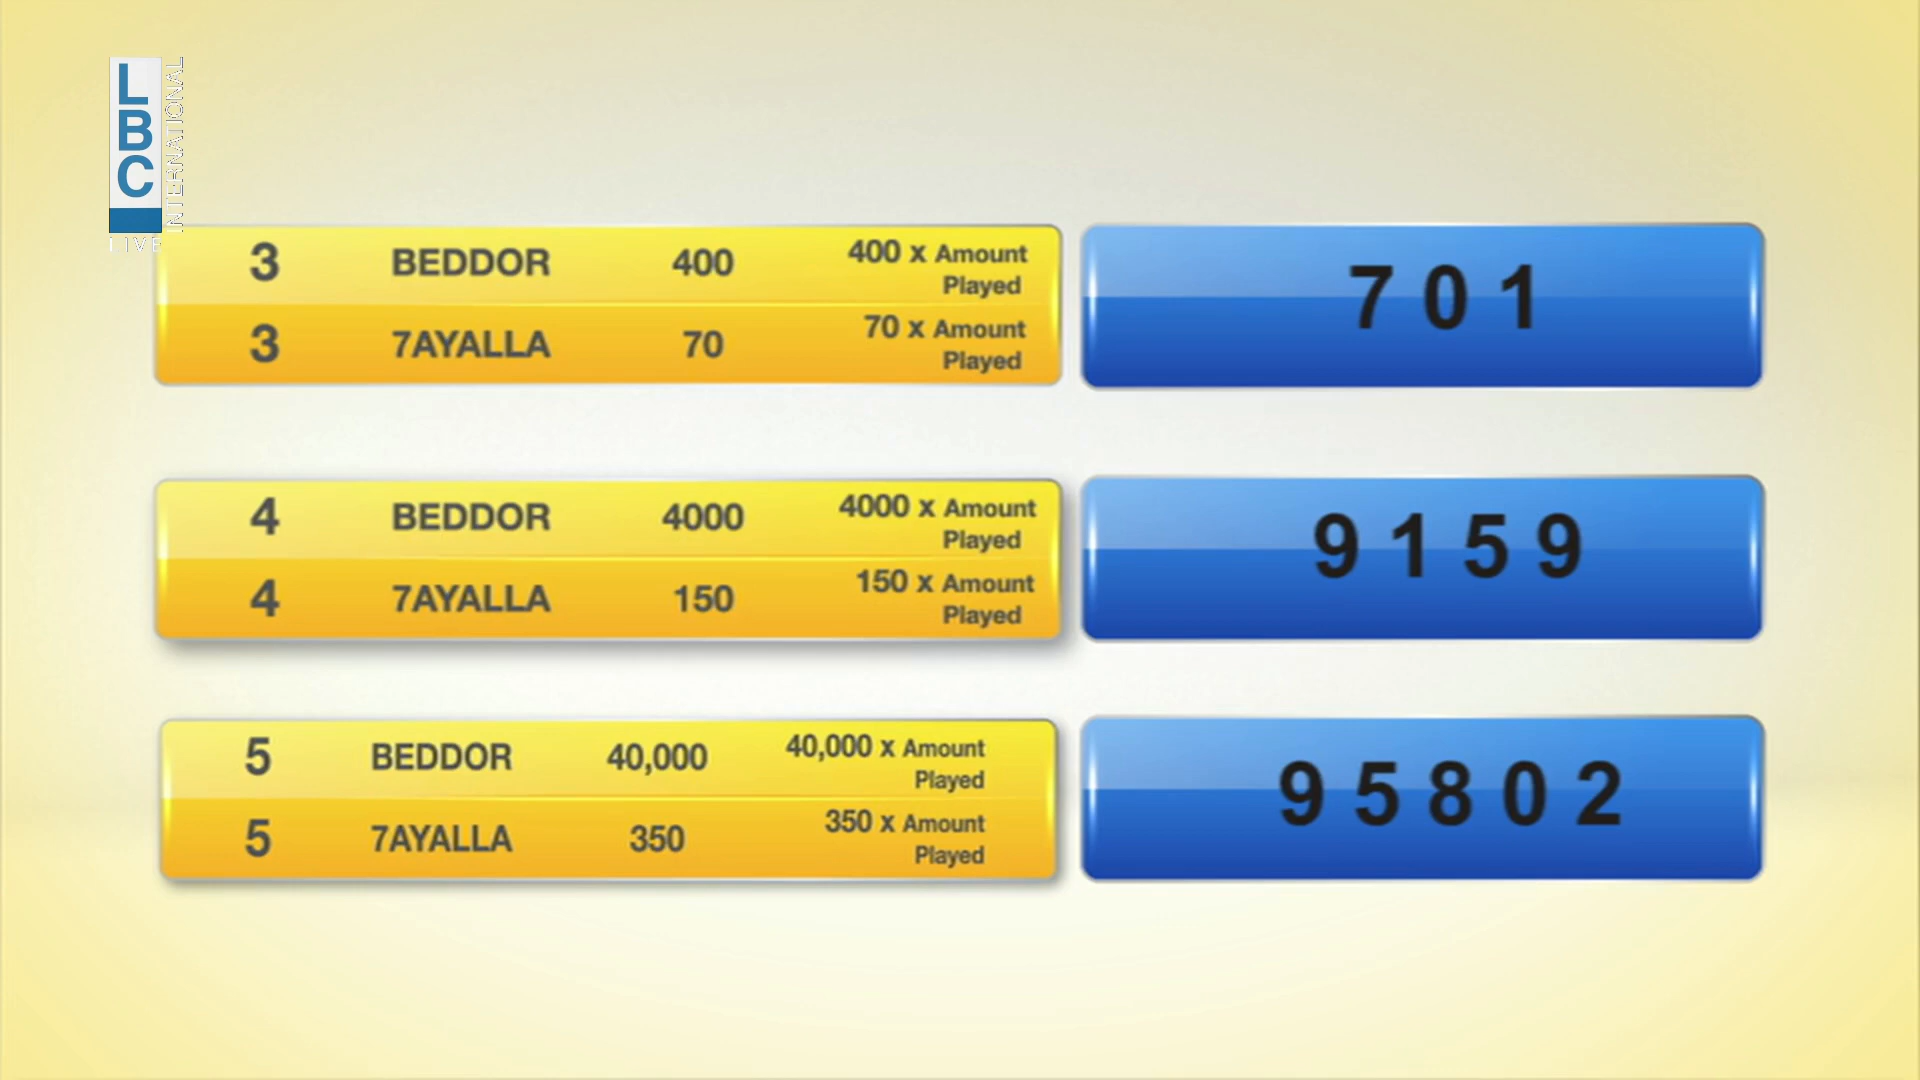 LBC
INTERNATIONAL
LIVE
3 BEDDOR 400 400 x Amount
Played
3 7AYALLA 70 70 x Amount
Played
7 0 1
4 BEDDOR 4000 4000 x Amount
Played
4 7AYALLA 150 150 x Amount
Played
9 1 5 9
5 BEDDOR 40,000 40,000 x Amount
Played
5 7AYALLA 350 350 x Amount
Played
9 5 8 0 2